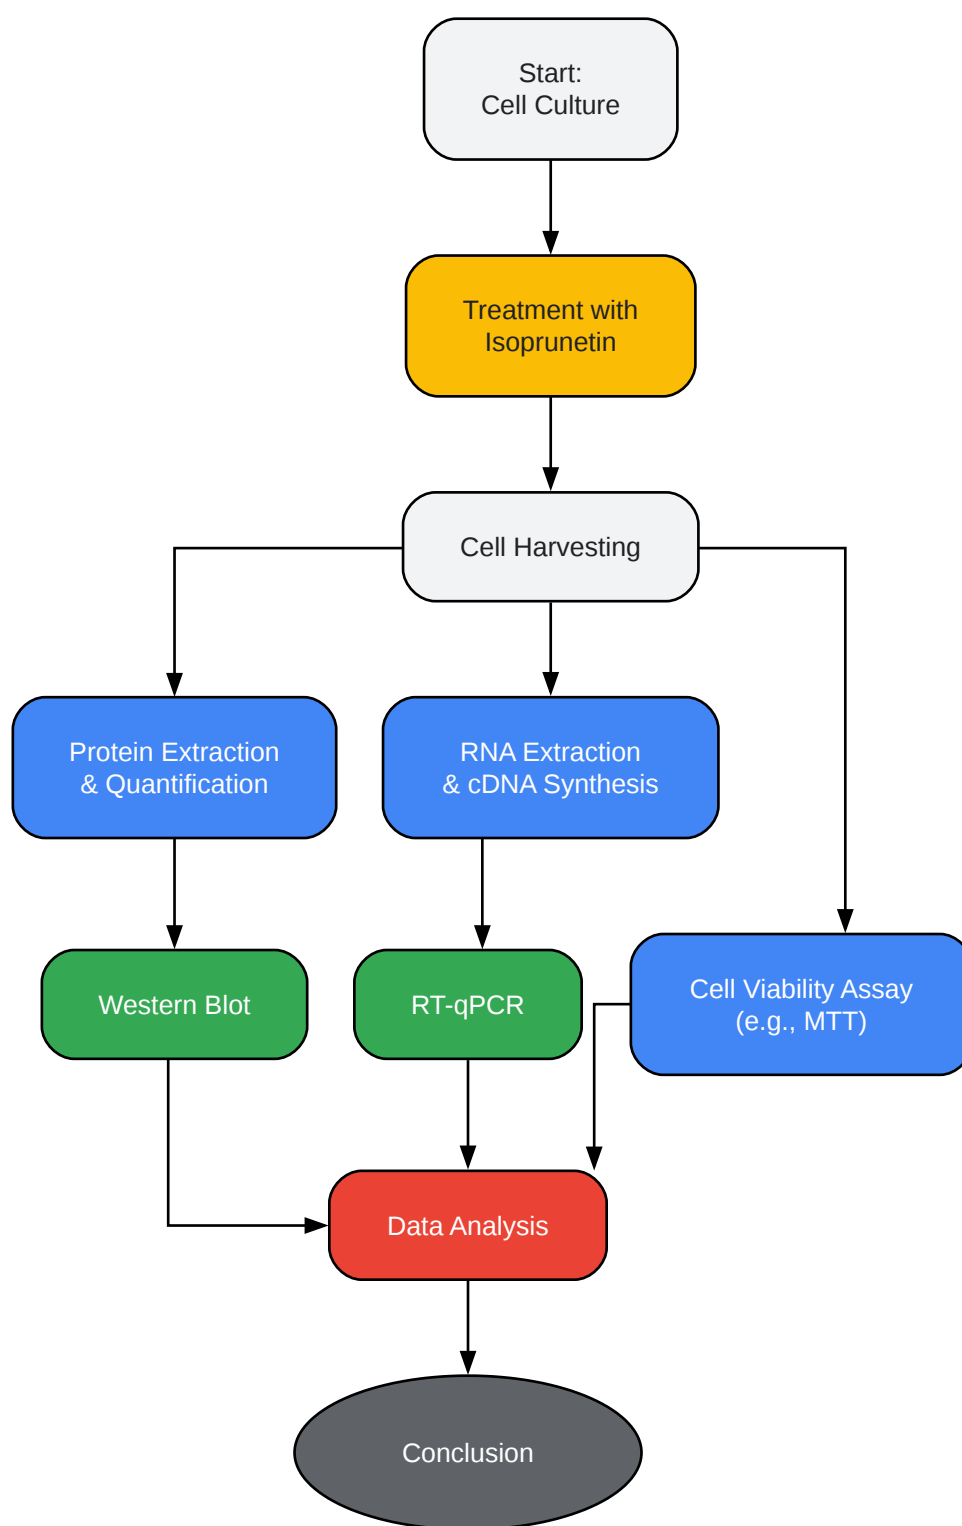 Start:
Cell Culture
Treatment with
Isoprunetin
Cell Harvesting
Protein Extraction
& Quantification
RNA Extraction
& cDNA Synthesis
Western Blot
RT-qPCR
Cell Viability Assay
(e.g., MTT)
Data Analysis
Conclusion